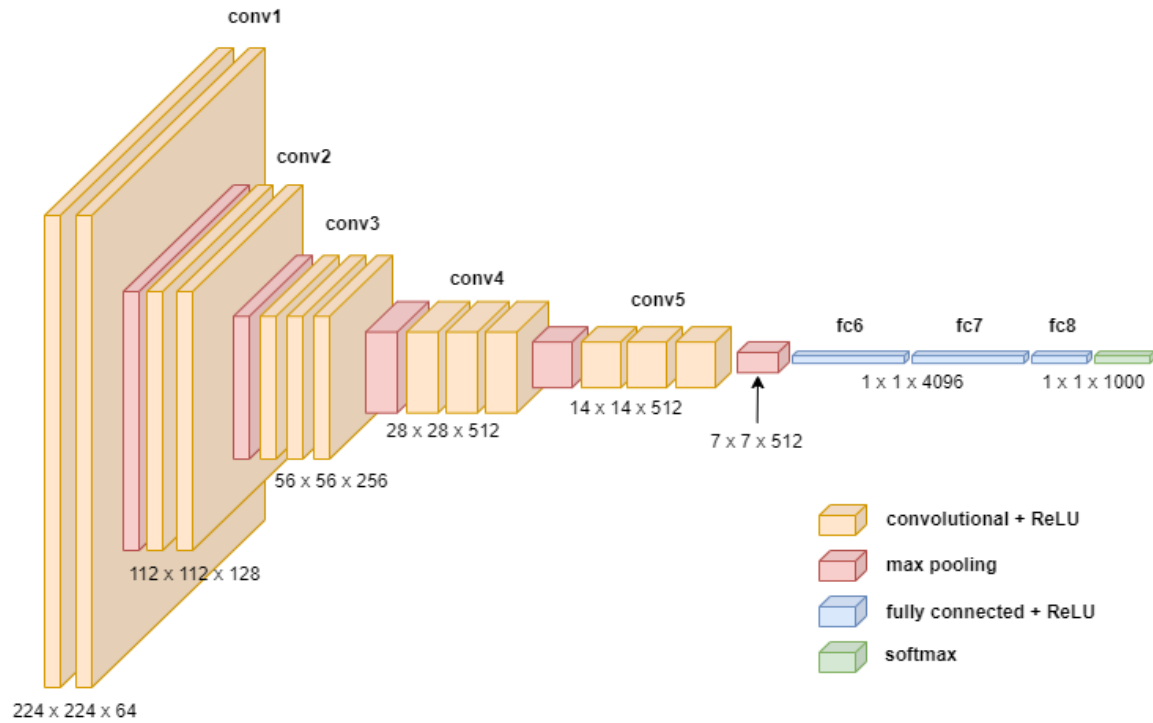 conv1
conv2
conv3
conv4
conv5
fc6
fc7
fc8
1 x 1 x 4096
1 x 1 x 1000
14 x 14 x 512
28 x 28 x 512
7 x 7 x 512
56 x 56 x 256
112 x 112 x 128
224 x 224 x 64
convolutional + ReLU
max pooling
fully connected + ReLU
softmax